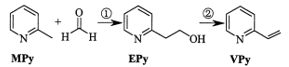 + O ① ② 
N H H N OH N
MPy EPy VPy